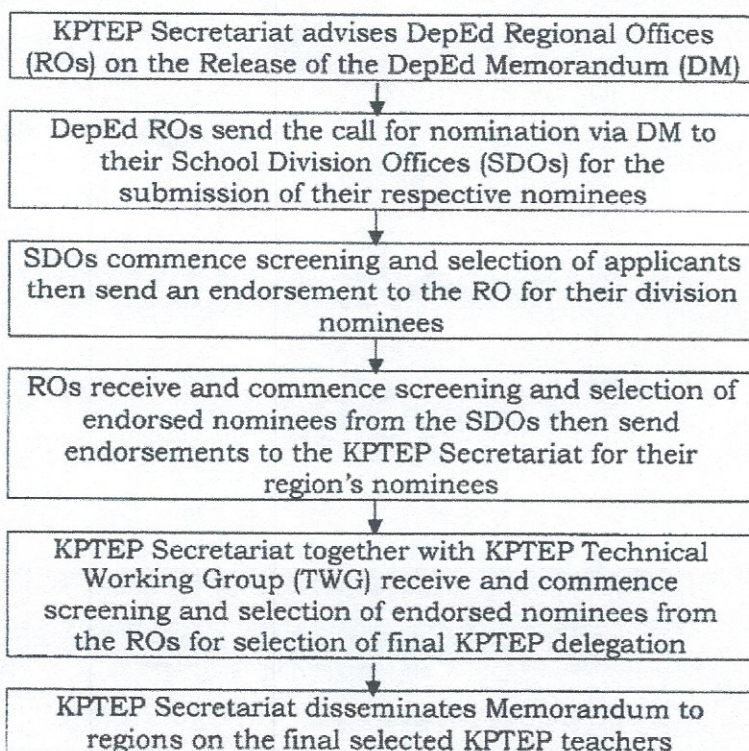 KPTEP Secretariat advises DepEd Regional Offices
(ROs) on the Release of the DepEd Memorandum (DM)
DepEd ROs send the call for nomination via DM to
their School Division Offices (SDOs) for the
submission of their respective nominees
SDOs commence screening and selection of applicants
then send an endorsement to the RO for their division
nominees
ROs receive and commence screening and selection of
endorsed nominees from the SDOs then send
endorsements to the KPTEP Secretariat for their
region's nominees
KPTEP Secretariat together with KPTEP Technical
Working Group (TWG) receive and commence
screening and selection of endorsed nominees from
the ROs for selection of final KPTEP delegation
KPTEP Secretariat disseminates Memorandum to
regions on the final selected KPTEP teachers